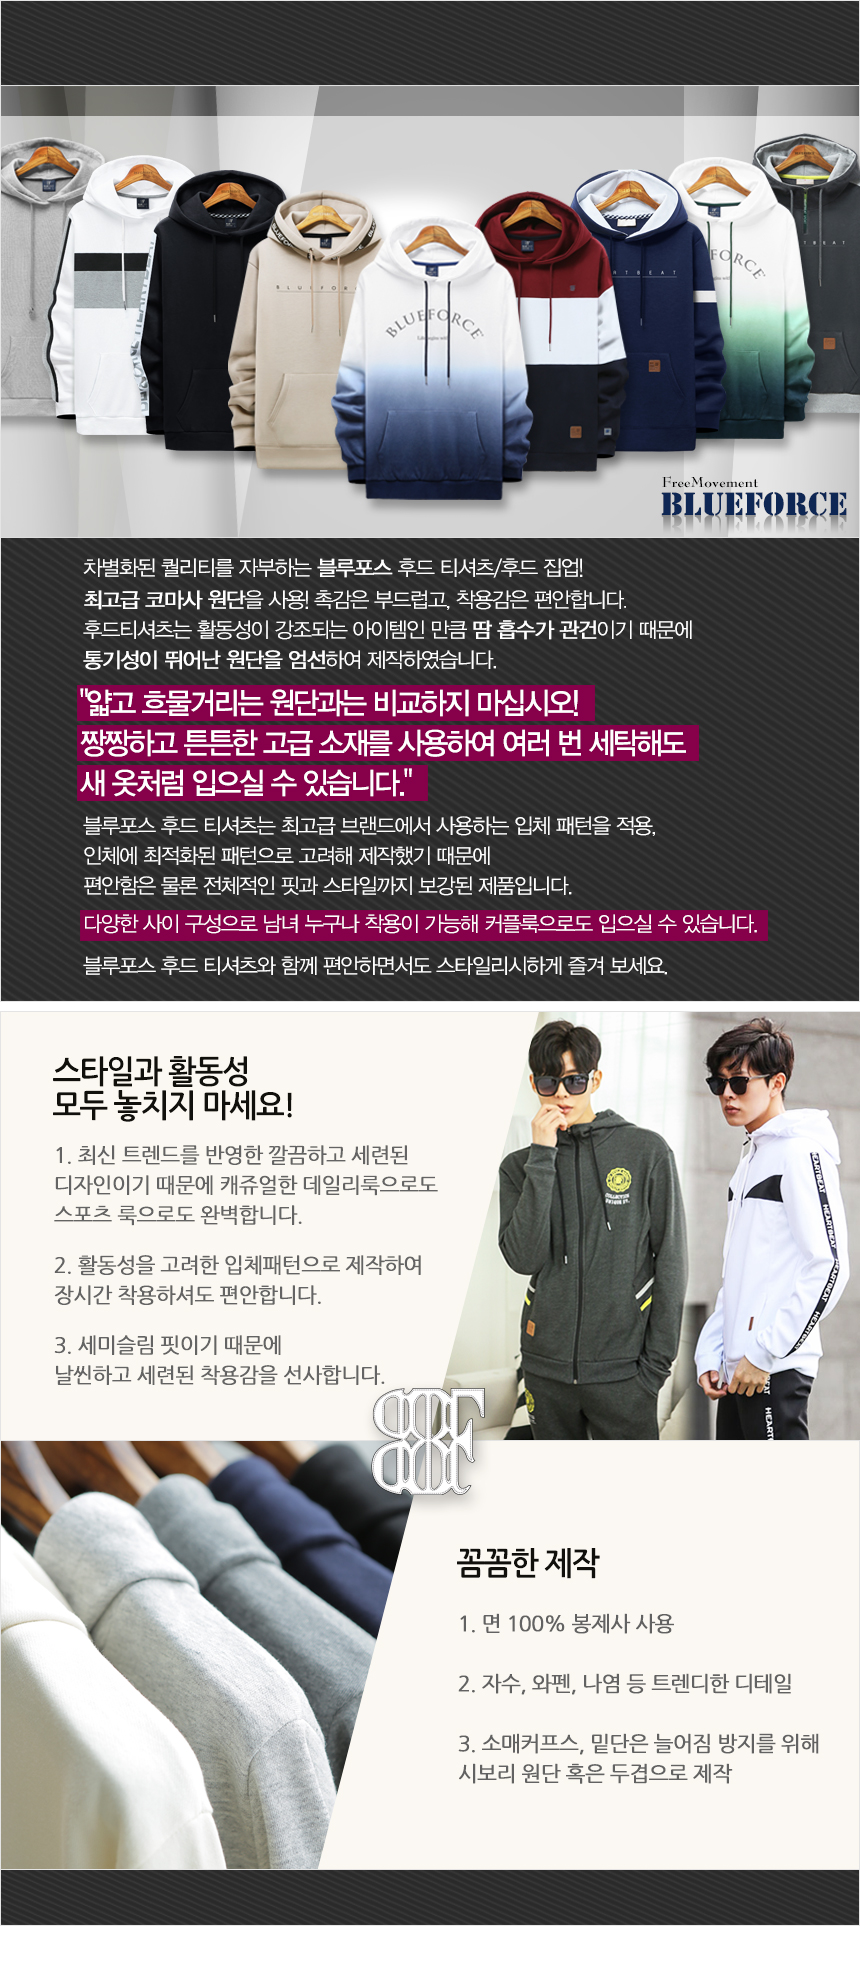 BLUEFORCE
BLUEFORCE
FORCE
FreeMovement
BLUEFORCE
차별화된 퀄리티를 자부하는 블루포스 후드 티셔츠/후드 집업!
최고급 코마사 원단을 사용! 촉감은 부드럽고, 착용감은 편안합니다.
후드티셔츠는 활동성이 강조되는 아이템인 만큼 땀 흡수가 관건이기 때문에
통기성이 뛰어난 원단을 엄선하여 제작하였습니다.
"얇고 흐물거리는 원단과는 비교하지 마십시오!
짱짱하고 튼튼한 고급 소재를 사용하여 여러 번 세탁해도
새 옷처럼 입으실 수 있습니다."
블루포스 후드 티셔츠는 최고급 브랜드에서 사용하는 입체 패턴을 적용,
인체에 최적화된 패턴으로 고려해 제작했기 때문에
편안함은 물론 전체적인 핏과 스타일까지 보강된 제품입니다.
다양한 사이 구성으로 남녀 누구나 착용이 가능해 커플룩으로도 입으실 수 있습니다.
블루포스 후드 티셔츠와 함께 편안하면서도 스타일리시하게 즐겨 보세요.
스타일과 활동성
모두 놓치지 마세요!
1. 최신 트렌드를 반영한 깔끔하고 세련된
디자인이기 때문에 캐쥬얼한 데일리룩으로도
스포츠 룩으로도 완벽합니다.
2. 활동성을 고려한 입체패턴으로 제작하여
장시간 착용하셔도 편안합니다.
3. 세미슬림 핏이기 때문에
날씬하고 세련된 착용감을 선사합니다.
HEARTBEAT
HEARTBEAT
HEARTBEAT
HEARTBEAT
꼼꼼한 제작
1. 면 100% 봉제사 사용
2. 자수, 와펜, 나염 등 트렌디한 디테일
3. 소매커프스, 밑단은 늘어짐 방지를 위해
시보리 원단 혹은 두겹으로 제작